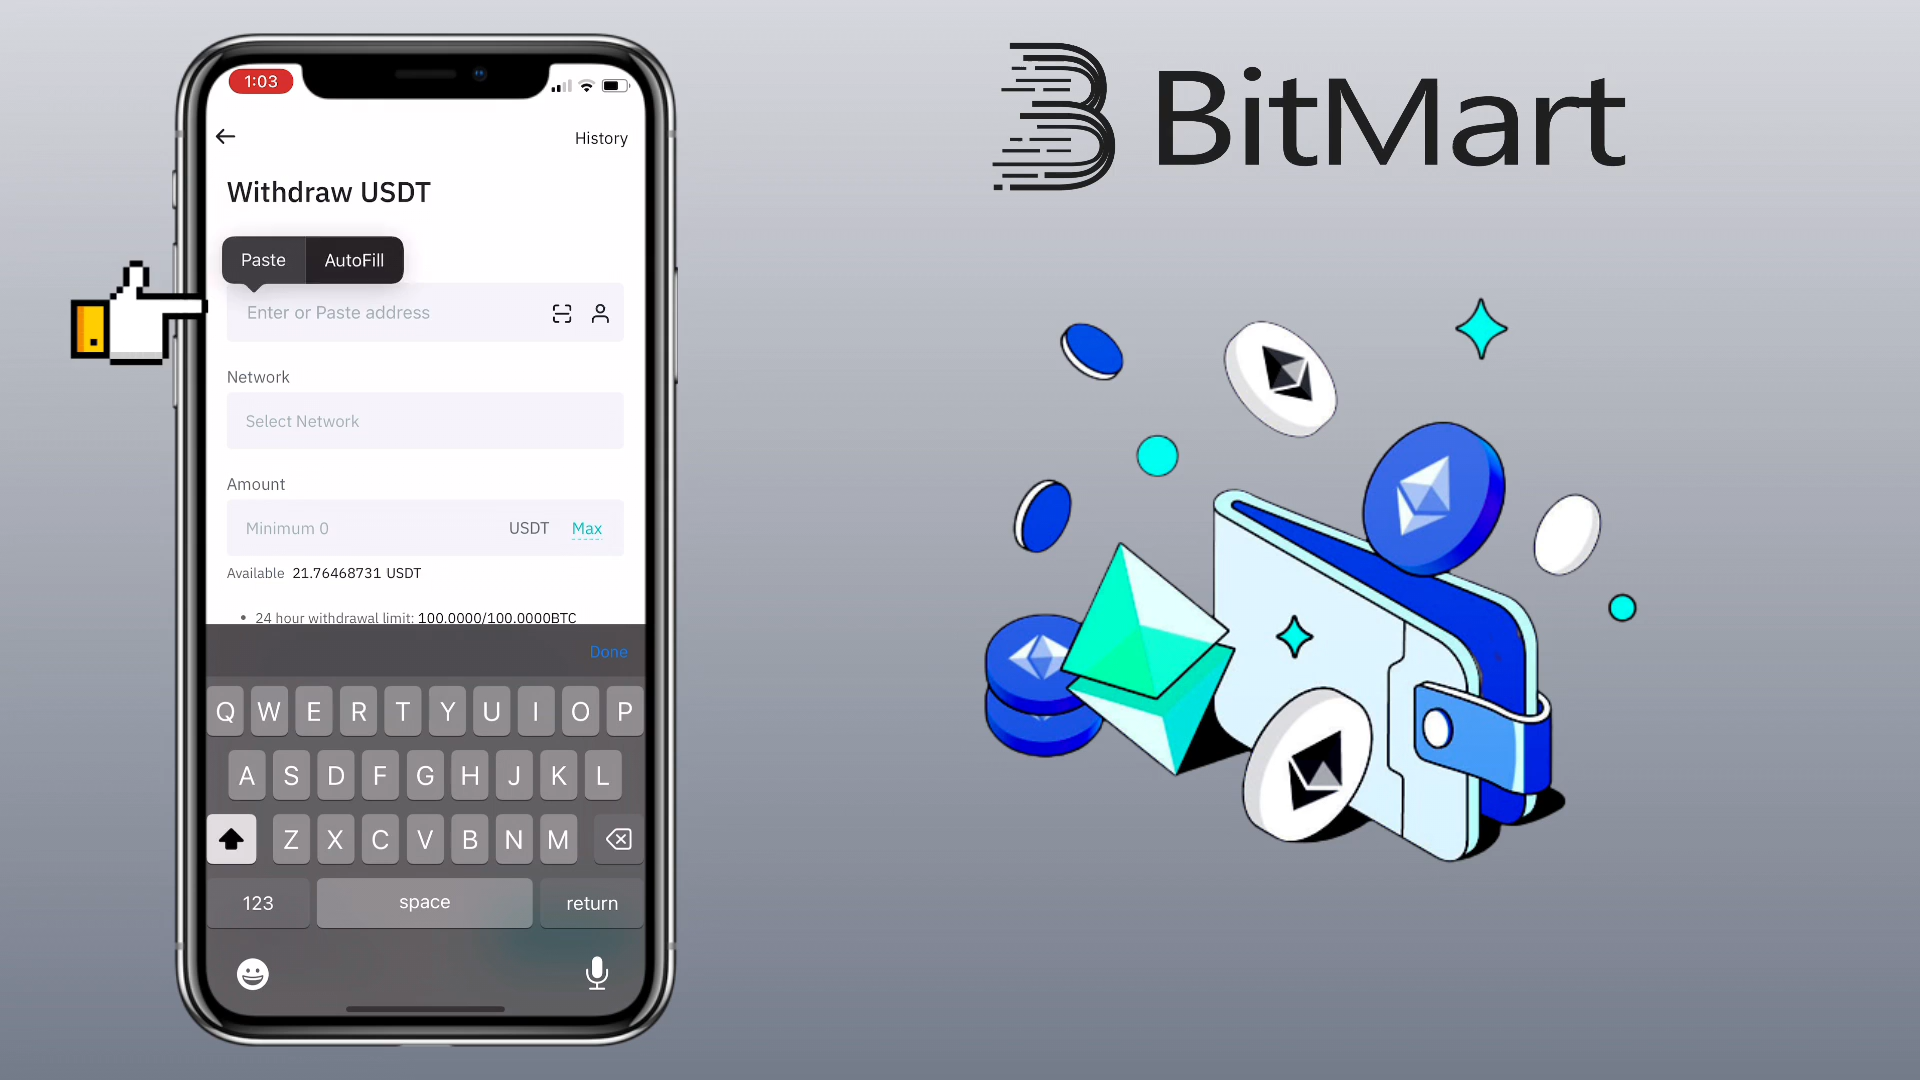 1:03
History
Withdraw USDT
Paste AutoFill
Enter or Paste address
Network
Select Network
Amount
Minimum 0 USDT Max
Available 21.76468731 USDT
• 24 hour withdrawal limit: 100.0000/100.0000BTC
Done
Q W E R T Y U I O P
A S D F G H J K L
Z X C V B N M
123 space return
BitMart